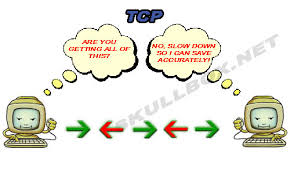 TCP
ARE YOU
GETTING ALL OF
THIS?
NO, SLOW DOWN
SO I CAN SAVE
ACCURATELY!
SKULLBOX.NET